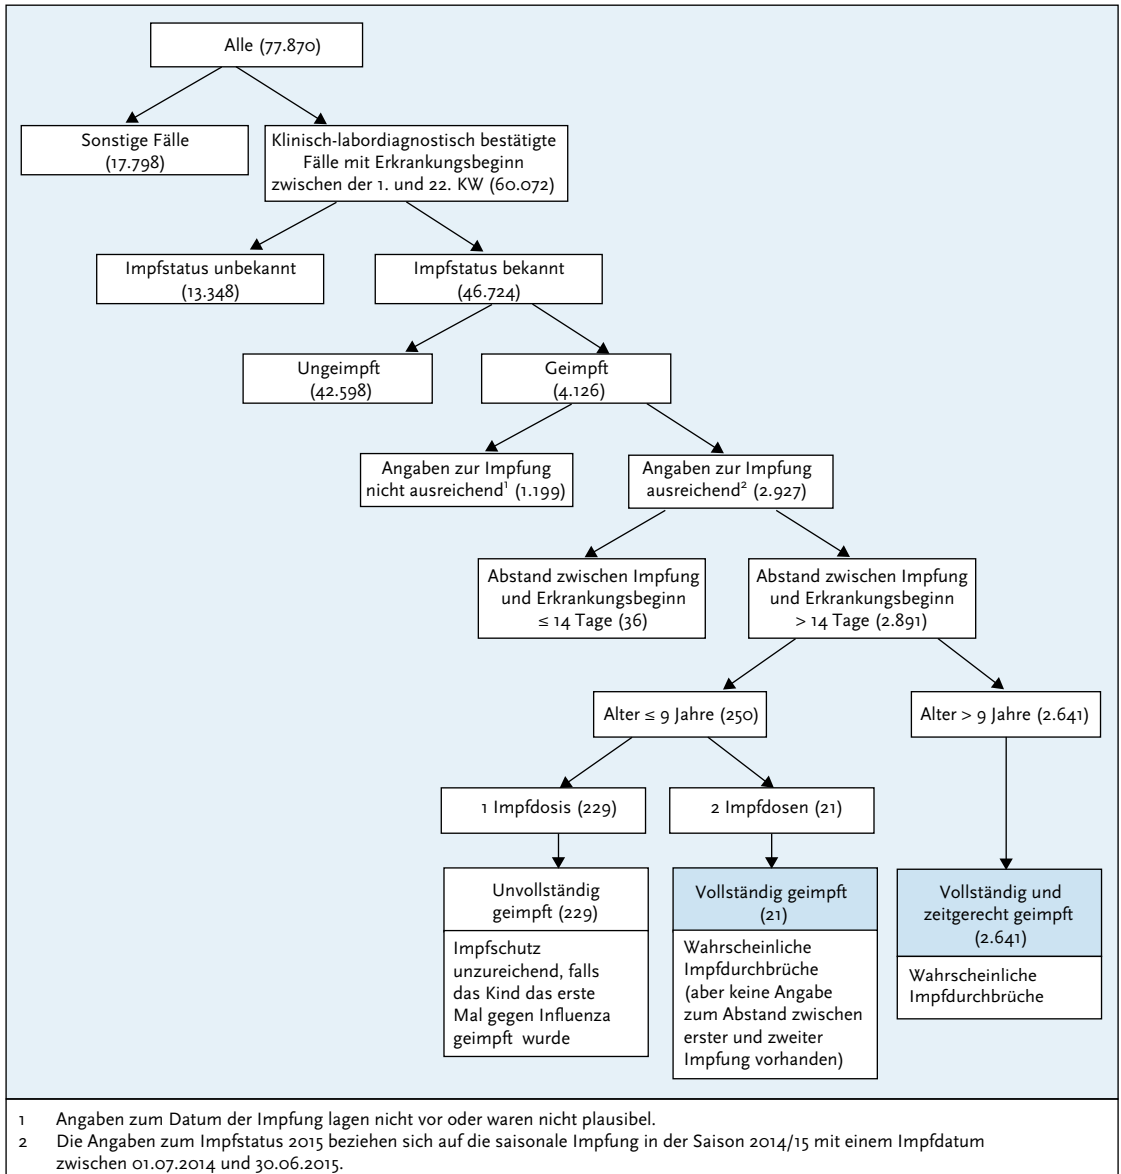 Alle (77.870)
Sonstige Fälle
(17.798)
Klinisch-labordiagnostisch bestätigte
Fälle mit Erkrankungsbeginn
zwischen der 1. und 22. KW (60.072)
Impfstatus unbekannt
(13.348)
Impfstatus bekannt
(46.724)
Ungeimpft
(42.598)
Geimpft
(4.126)
Angaben zur Impfung
nicht ausreichend¹ (1.199)
Angaben zur Impfung
ausreichend² (2.927)
Abstand zwischen Impfung
und Erkrankungsbeginn
≤ 14 Tage (36)
Abstand zwischen Impfung
und Erkrankungsbeginn
> 14 Tage (2.891)
Alter ≤ 9 Jahre (250)
Alter > 9 Jahre (2.641)
1 Impfdosis (229)
2 Impfdosen (21)
Unvollständig
geimpft (229)
Impfschutz
unzureichend, falls
das Kind das erste
Mal gegen Influenza
geimpft wurde
Vollständig geimpft
(21)
Wahrscheinliche
Impfdurchbrüche
(aber keine Angabe
zum Abstand zwischen
erster und zweiter
Impfung vorhanden)
Vollständig und
zeitgerecht geimpft
(2.641)
Wahrscheinliche
Impfdurchbrüche
1 Angaben zum Datum der Impfung lagen nicht vor oder waren nicht plausibel.
2 Die Angaben zum Impfstatus 2015 beziehen sich auf die saisonale Impfung in der Saison 2014/15 mit einem Impfdatum
zwischen 01.07.2014 und 30.06.2015.